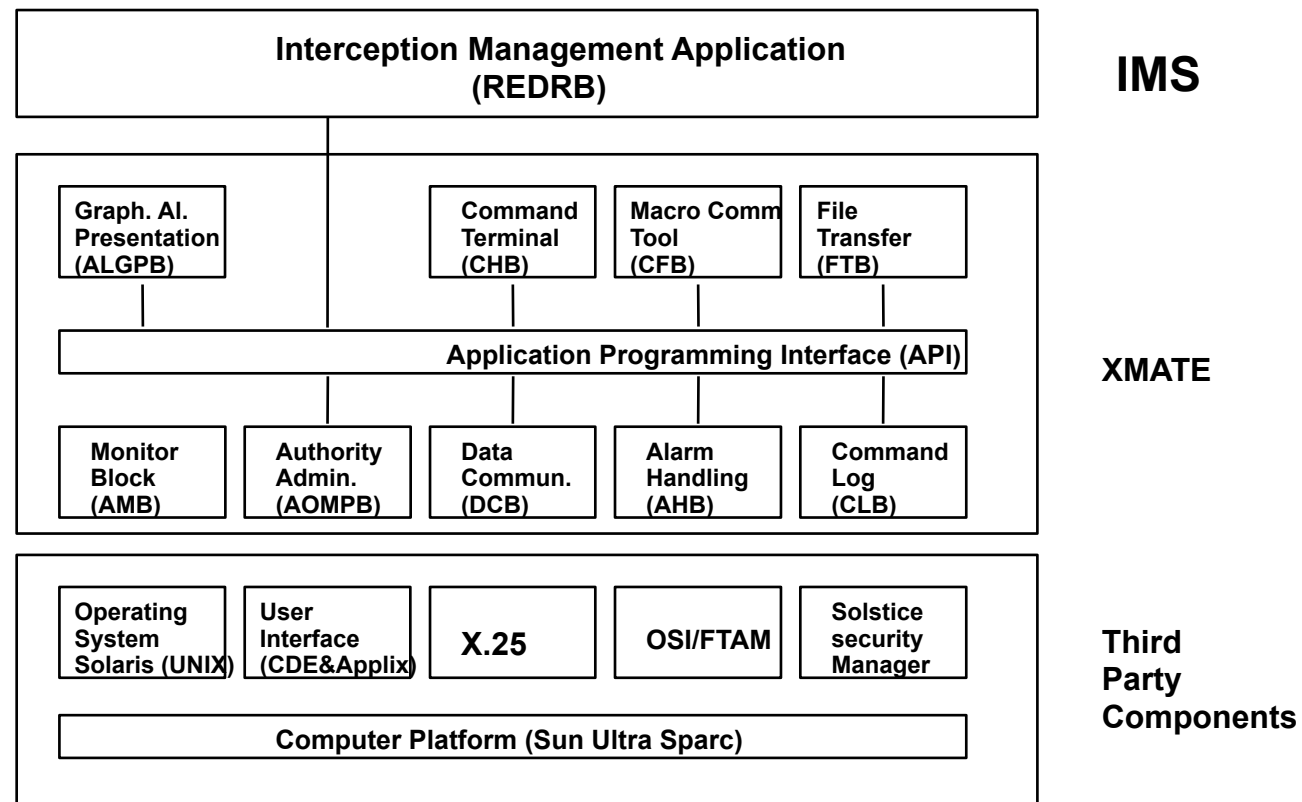 Interception Management Application
(REDRB)
IMS
Graph. Al.
Presentation
(ALGPB)
Command
Terminal
(CHB)
Macro Comm
Tool
(CFB)
File
Transfer
(FTB)
Application Programming Interface (API)
XMATE
Monitor
Block
(AMB)
Authority
Admin.
(AOMPB)
Data
Commun.
(DCB)
Alarm
Handling
(AHB)
Command
Log
(CLB)
Operating
System
Solaris (UNIX)
User
Interface
(CDE&Applix)
X.25
OSI/FTAM
Solstice
security
Manager
Third
Party
Components
Computer Platform (Sun Ultra Sparc)